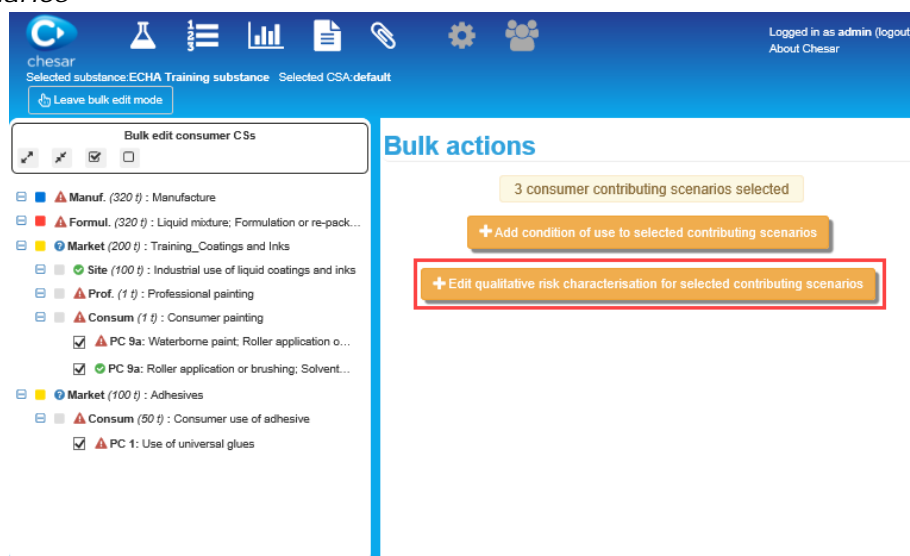 chesar
Logged in as admin (logout
About Chesar
Selected substance:ECHA Training substance Selected CSA:default
Leave bulk edit mode
Bulk edit consumer CSs
Manuf. (320 t) : Manufacture
Formul. (320 t) : Liquid mixture; Formulation or re-pack...
Market (200 t) : Training_Coatings and Inks
Site (100 t) : Industrial use of liquid coatings and inks
Prof. (1 t) : Professional painting
Consum (1 t) : Consumer painting
PC 9a: Waterborne paint; Roller application o...
PC 9a: Roller application or brushing; Solvent...
Market (100 t) : Adhesives
Consum (50 t) : Consumer use of adhesive
PC 1: Use of universal glues
Bulk actions
3 consumer contributing scenarios selected
Add condition of use to selected contributing scenarios
Edit qualitative risk characterisation for selected contributing scenarios